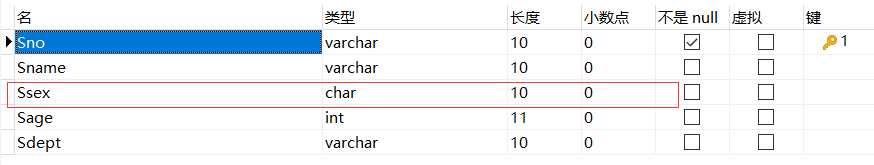 名 类型 长度 小数点 不是 null 虚拟 键
Sno varchar 10 0 1
Sname varchar 10 0
Ssex char 10 0
Sage int 11 0
Sdept varchar 10 0